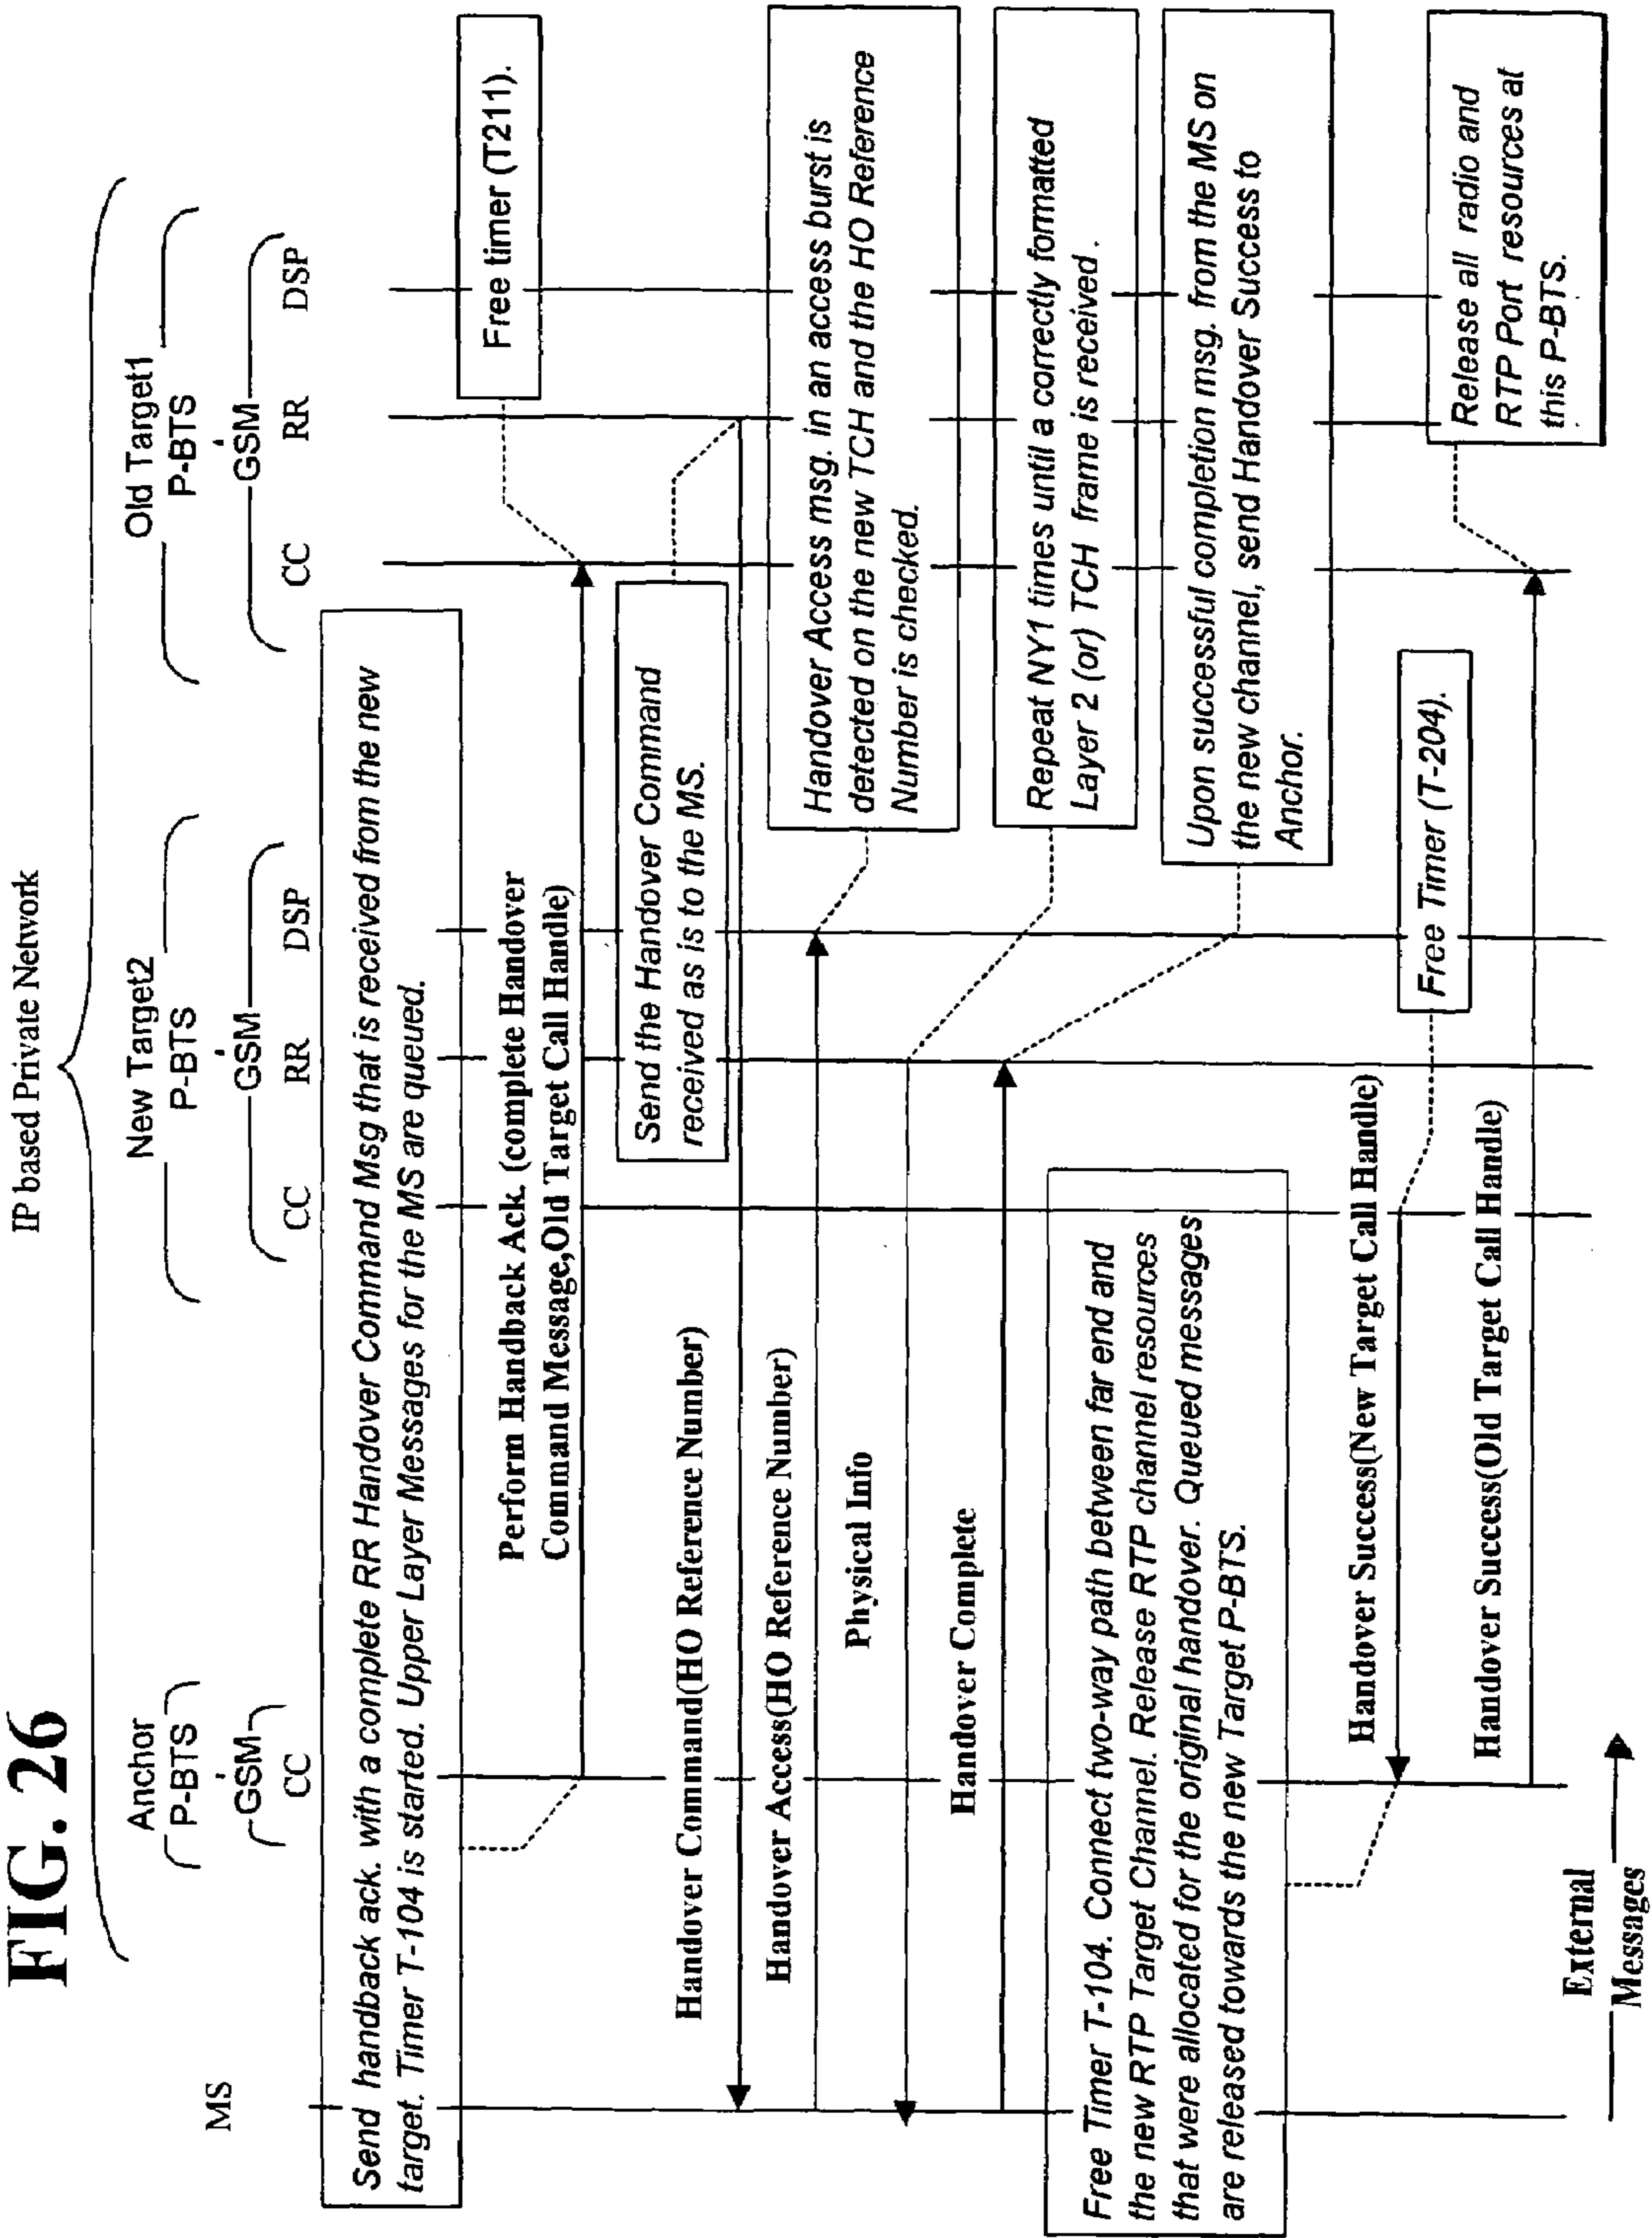 FIG. 26
IP based Private Network
Anchor
P-BTS
GSM
CC
New Target2
P-BTS
GSM
CC
RR
DSP
Old Target1
P-BTS
GSM
CC
RR
DSP
MS
Send handback ack. with a complete RR Handover Command Msg that is received from the new
target. Timer T-104 is started. Upper Layer Messages for the MS are queued.
Free timer (T211).
Perform Handback Ack. (complete Handover
Command Message,Old Target Call Handle)
Send the Handover Command
received as is to the MS.
Handover Command(HO Reference Number)
Handover Access(HO Reference Number)
Handover Access msg. in an access burst is
detected on the new TCH and the HO Reference
Number is checked.
Physical Info
Repeat NY1 times until a correctly formatted
Layer 2 (or) TCH frame is received .
Handover Complete
Upon successful completion msg. from the MS on
the new channel, send Handover Success to
Anchor.
Free Timer T-104. Connect two-way path between far end and
the new RTP Target Channel. Release RTP channel resources
that were allocated for the original handover. Queued messages
are released towards the new Target P-BTS.
Handover Success(New Target Call Handle)
Free Timer (T-204).
Handover Success(Old Target Call Handle)
Release all radio and
RTP Port resources at
this P-BTS.
External
Messages